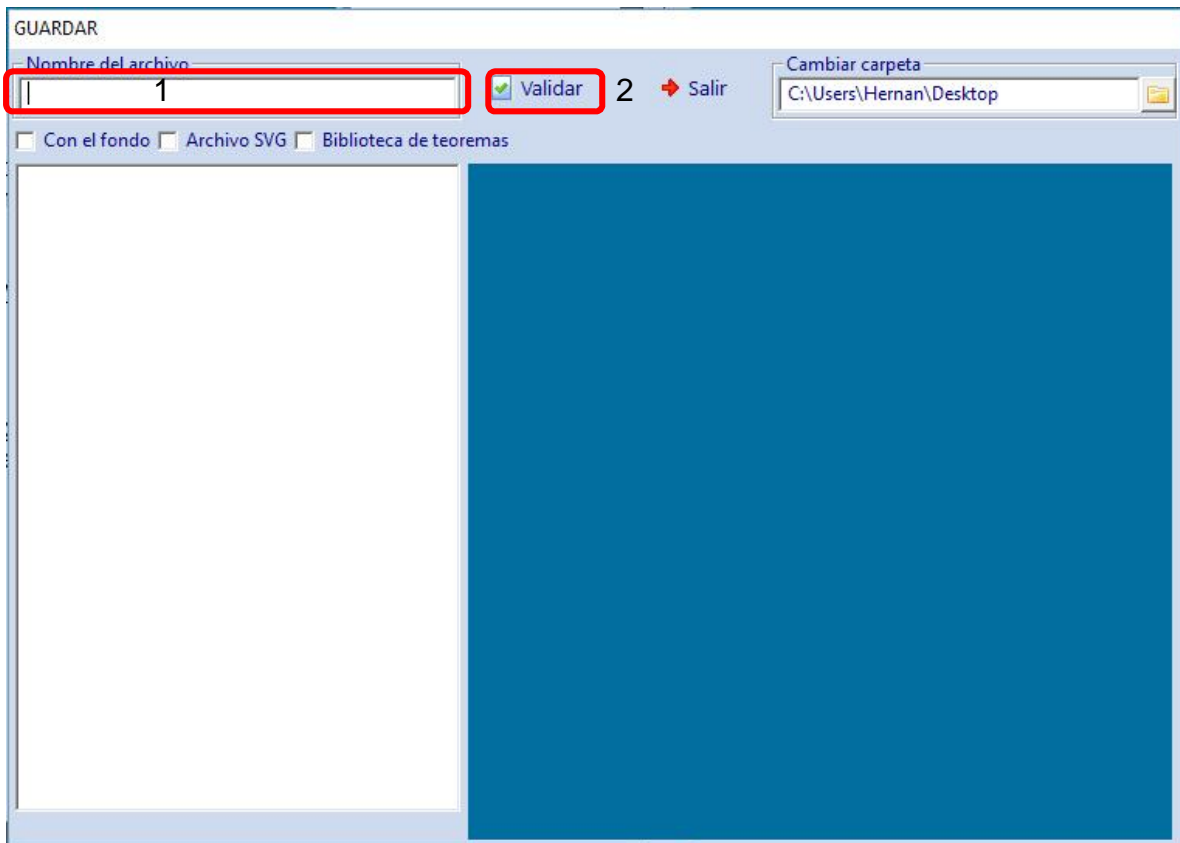 GUARDAR
Nombre del archivo
1
Validar
2
Salir
Cambiar carpeta
C:\Users\Hernan\Desktop
Con el fondo
Archivo SVG
Biblioteca de teoremas